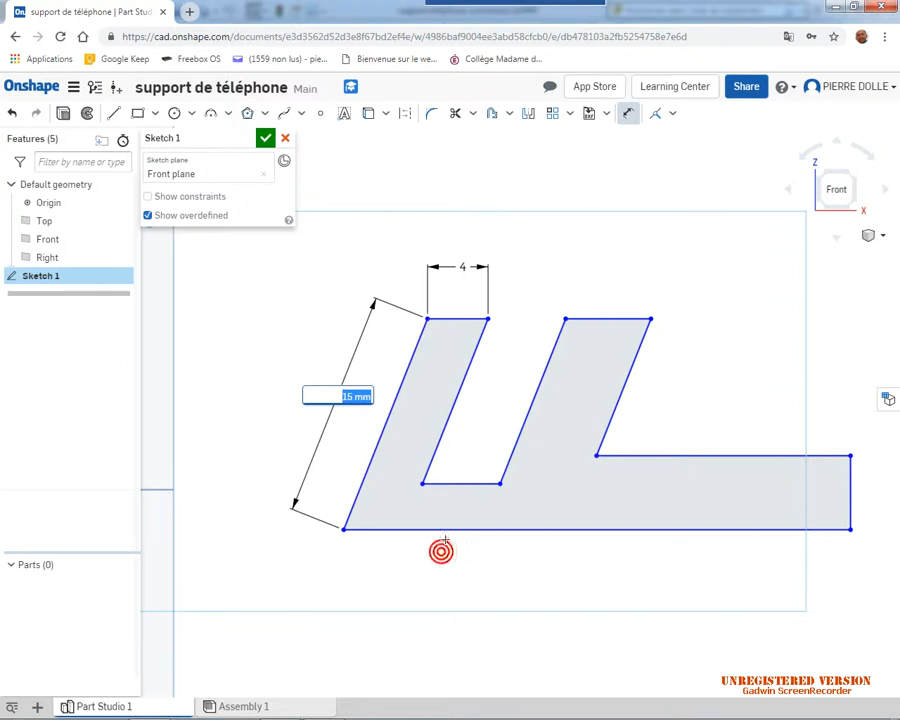 support de téléphone | Part Stud
https://cad.onshape.com/documents/e3d3562d52d3e8f67bd2ef4e/w/4986baf9004ee3abd58cfcb0/e/db478103a2fb5254758e7e6d
Applications
Google Keep
Freebox OS
(1559 non lus) - pie...
Bienvenue sur le we...
Collège Madame d...
Onshape
support de téléphone Main
App Store
Learning Center
Share
PIERRE DOLLE
Features (5)
Filter by name or type
Default geometry
Origin
Top
Front
Right
Sketch 1
Parts (0)
Sketch 1
Sketch plane
Front plane
Show constraints
Show overdefined
4
15 mm
Z
Front
X
UNREGISTERED VERSION
Gadwin ScreenRecorder
Part Studio 1
Assembly 1